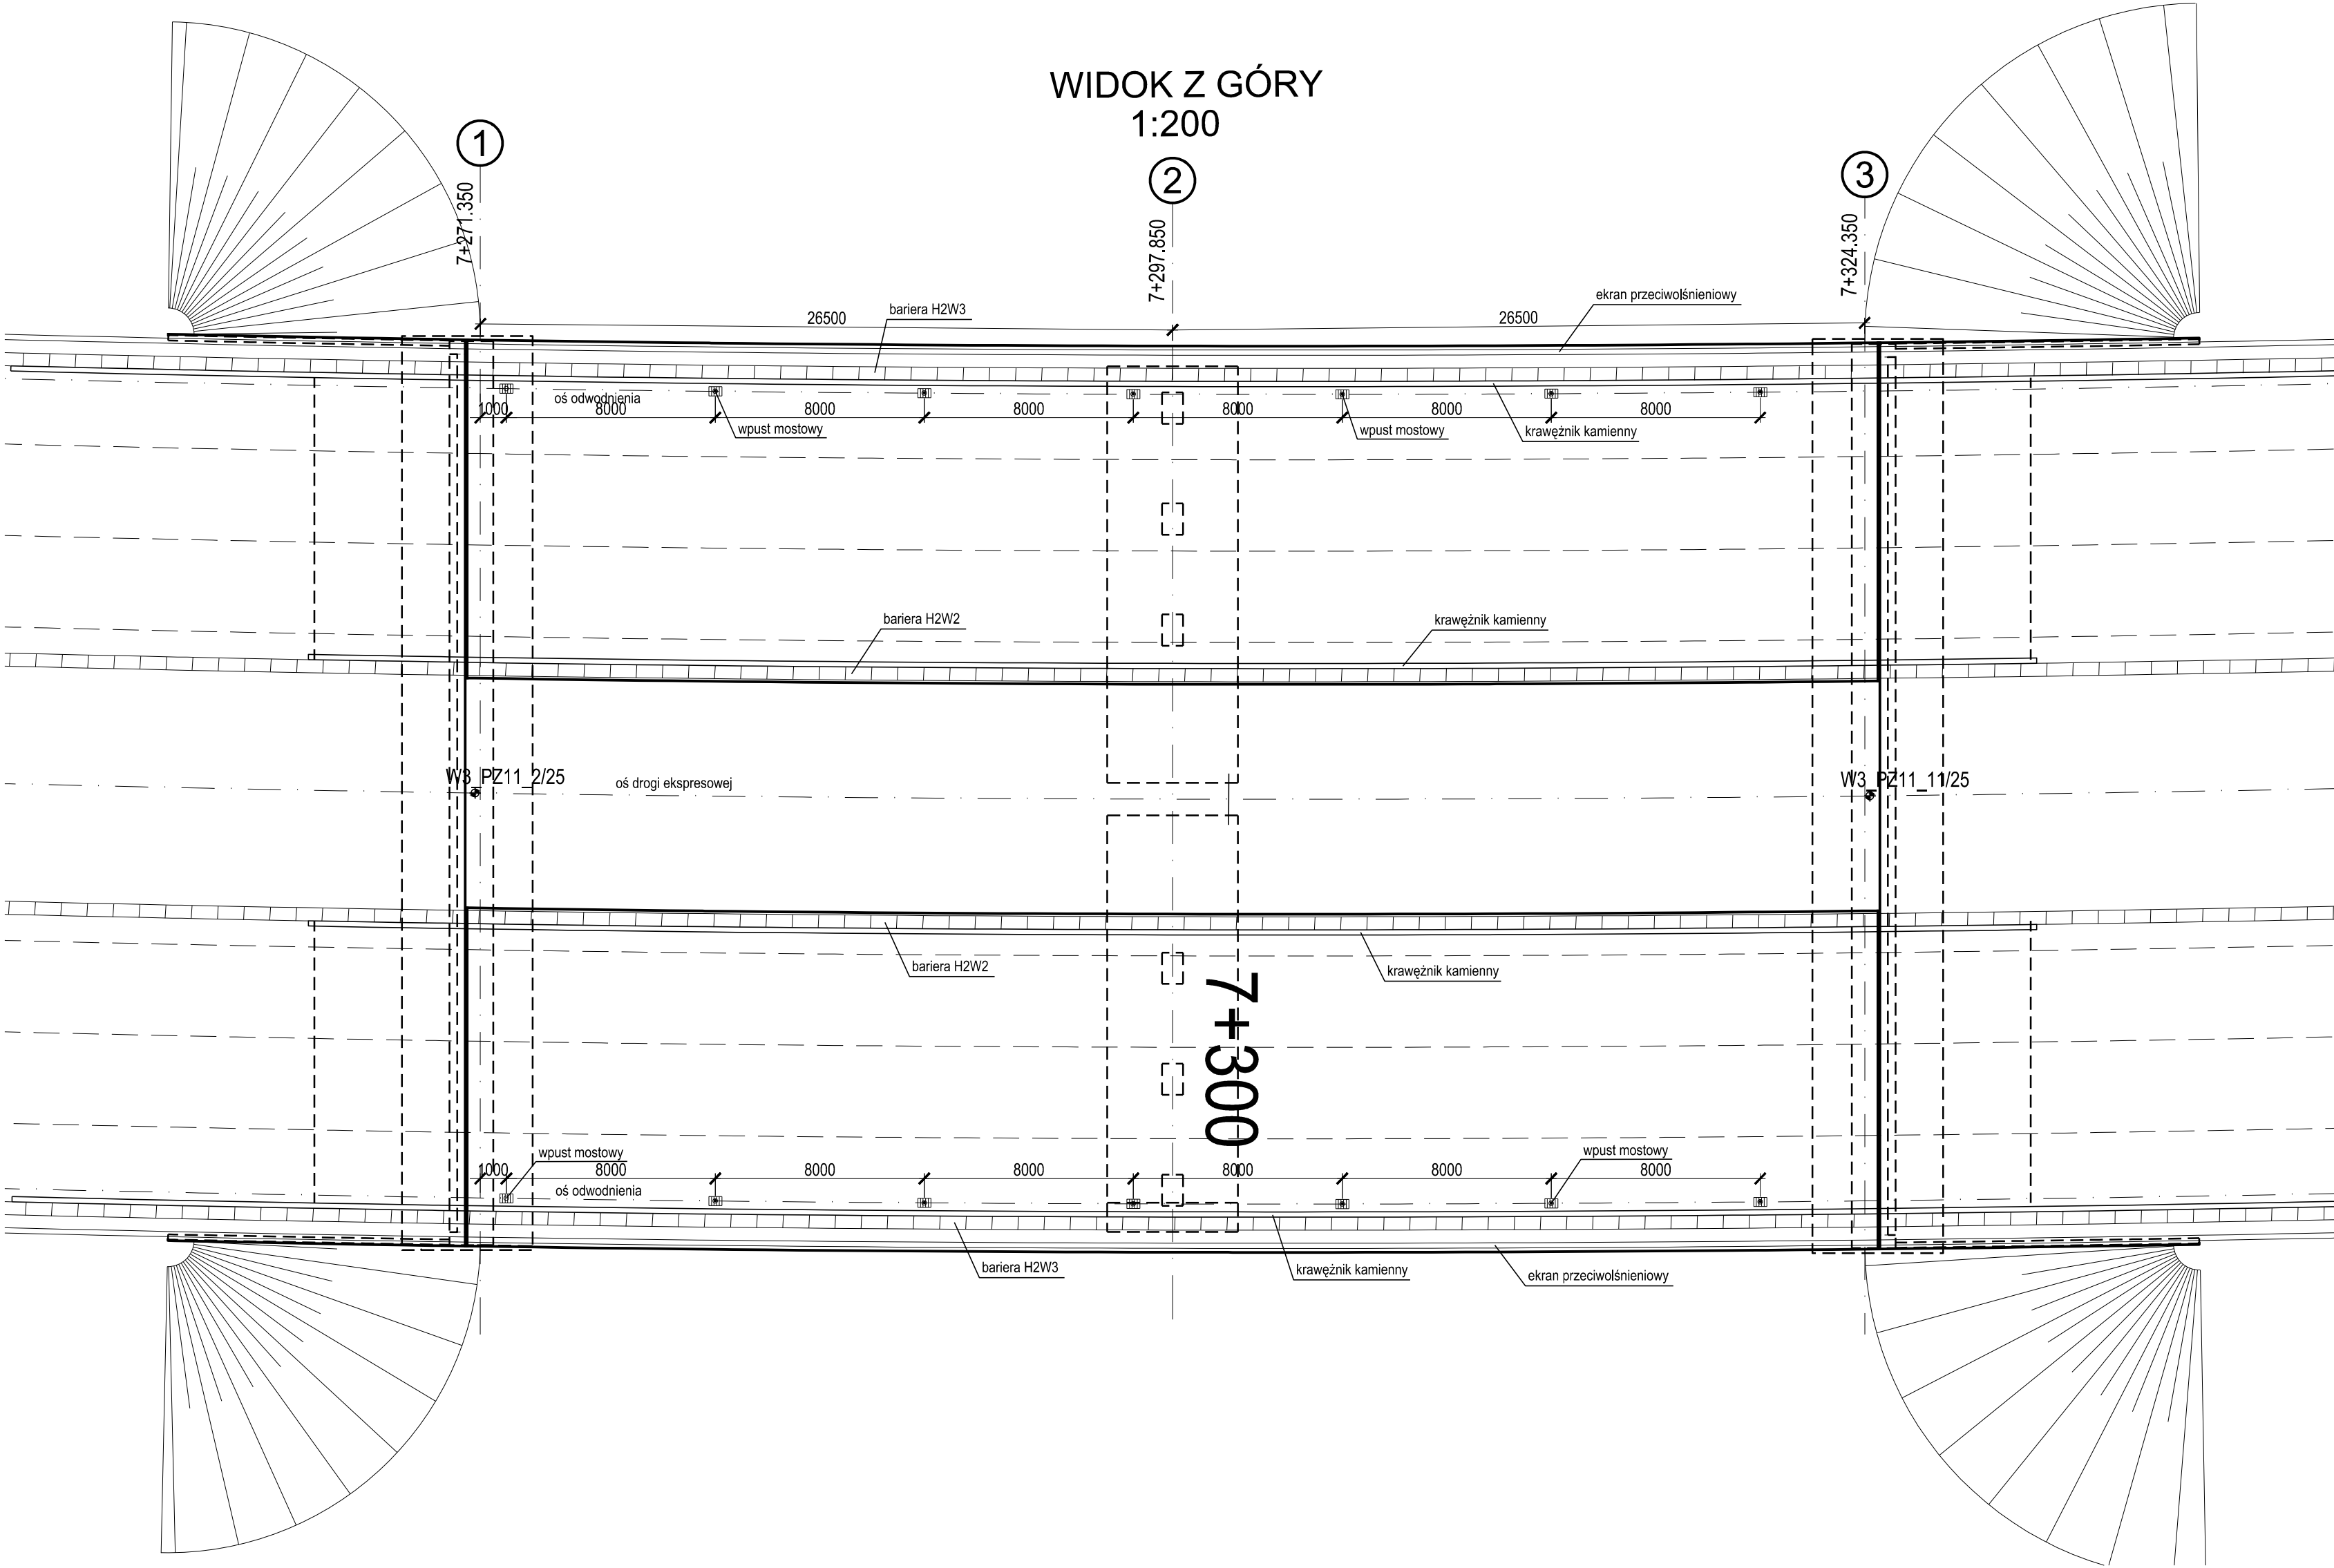 WIDOK Z GÓRY
1:200
1
2
3
7+271.350
7+297.850
7+324.350
26500
26500
bariera H2W3
ekran przeciwolśnieniowy
oś odwodnienia
1000
8000
8000
8000
8000
8000
8000
wpust mostowy
wpust mostowy
krawężnik kamienny
bariera H2W2
krawężnik kamienny
W3_PZ11_2/25
oś drogi ekspresowej
W3_PZ11_11/25
bariera H2W2
krawężnik kamienny
7+300
wpust mostowy
wpust mostowy
1000
8000
8000
8000
8000
8000
8000
oś odwodnienia
bariera H2W3
krawężnik kamienny
ekran przeciwolśnieniowy